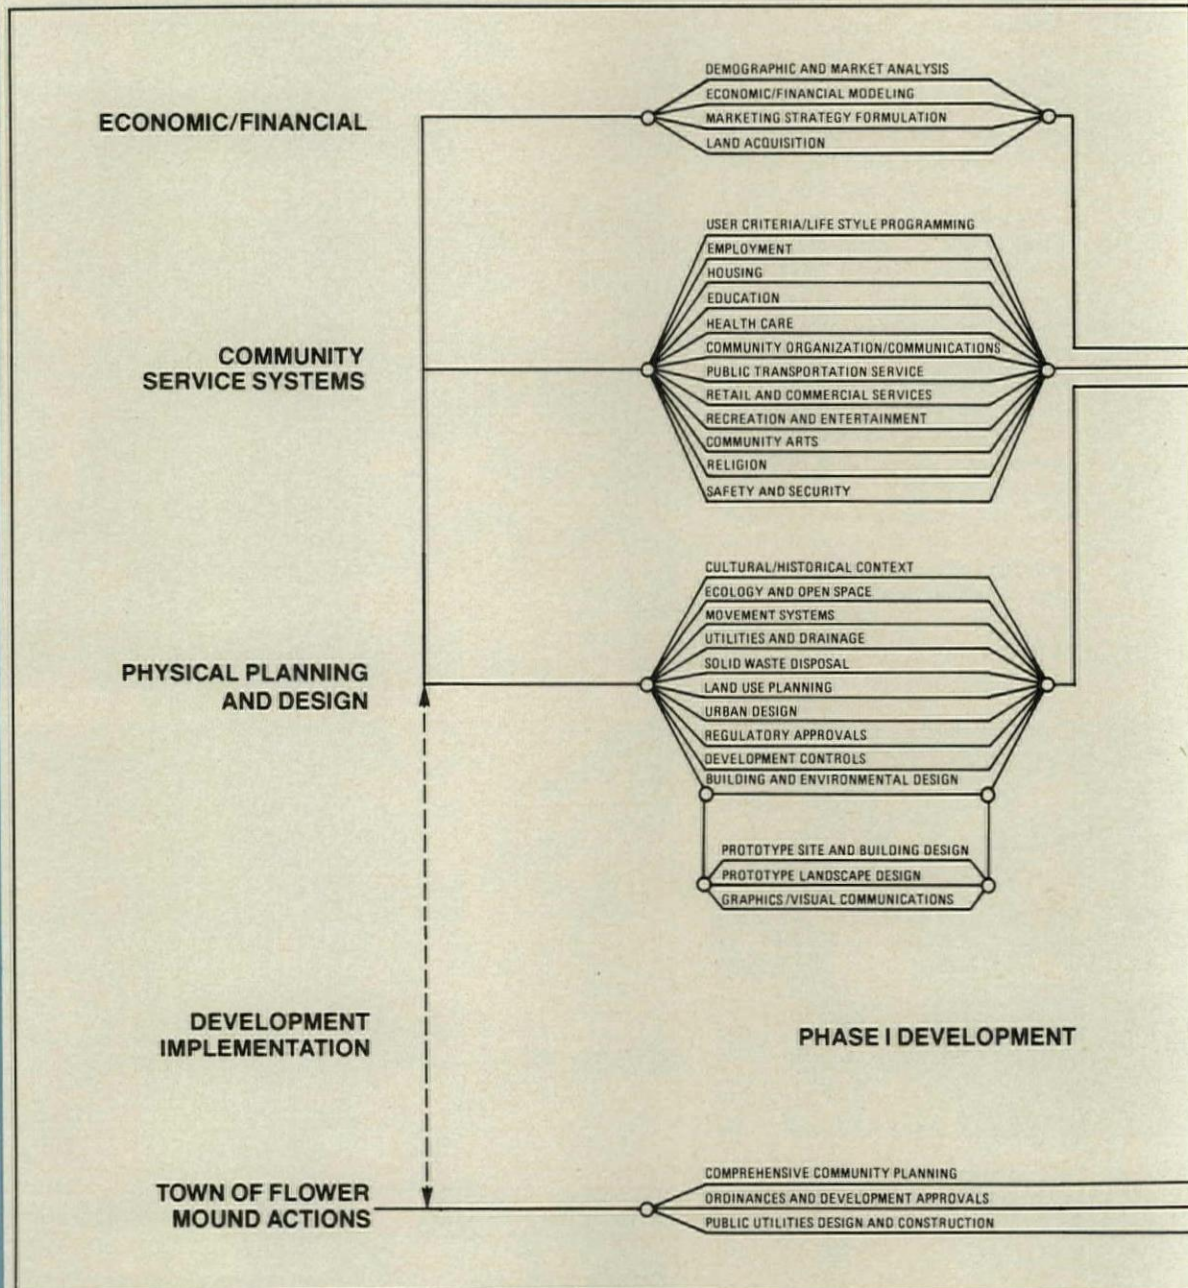 ECONOMIC/FINANCIAL
DEMOGRAPHIC AND MARKET ANALYSIS
ECONOMIC/FINANCIAL MODELING
MARKETING STRATEGY FORMULATION
LAND ACQUISITION
COMMUNITY
SERVICE SYSTEMS
USER CRITERIA/LIFE STYLE PROGRAMMING
EMPLOYMENT
HOUSING
EDUCATION
HEALTH CARE
COMMUNITY ORGANIZATION/COMMUNICATIONS
PUBLIC TRANSPORTATION SERVICE
RETAIL AND COMMERCIAL SERVICES
RECREATION AND ENTERTAINMENT
COMMUNITY ARTS
RELIGION
SAFETY AND SECURITY
PHYSICAL PLANNING
AND DESIGN
CULTURAL/HISTORICAL CONTEXT
ECOLOGY AND OPEN SPACE
MOVEMENT SYSTEMS
UTILITIES AND DRAINAGE
SOLID WASTE DISPOSAL
LAND USE PLANNING
URBAN DESIGN
REGULATORY APPROVALS
DEVELOPMENT CONTROLS
BUILDING AND ENVIRONMENTAL DESIGN
PROTOTYPE SITE AND BUILDING DESIGN
PROTOTYPE LANDSCAPE DESIGN
GRAPHICS/VISUAL COMMUNICATIONS
DEVELOPMENT
IMPLEMENTATION
PHASE I DEVELOPMENT
TOWN OF FLOWER
MOUND ACTIONS
COMPREHENSIVE COMMUNITY PLANNING
ORDINANCES AND DEVELOPMENT APPROVALS
PUBLIC UTILITIES DESIGN AND CONSTRUCTION